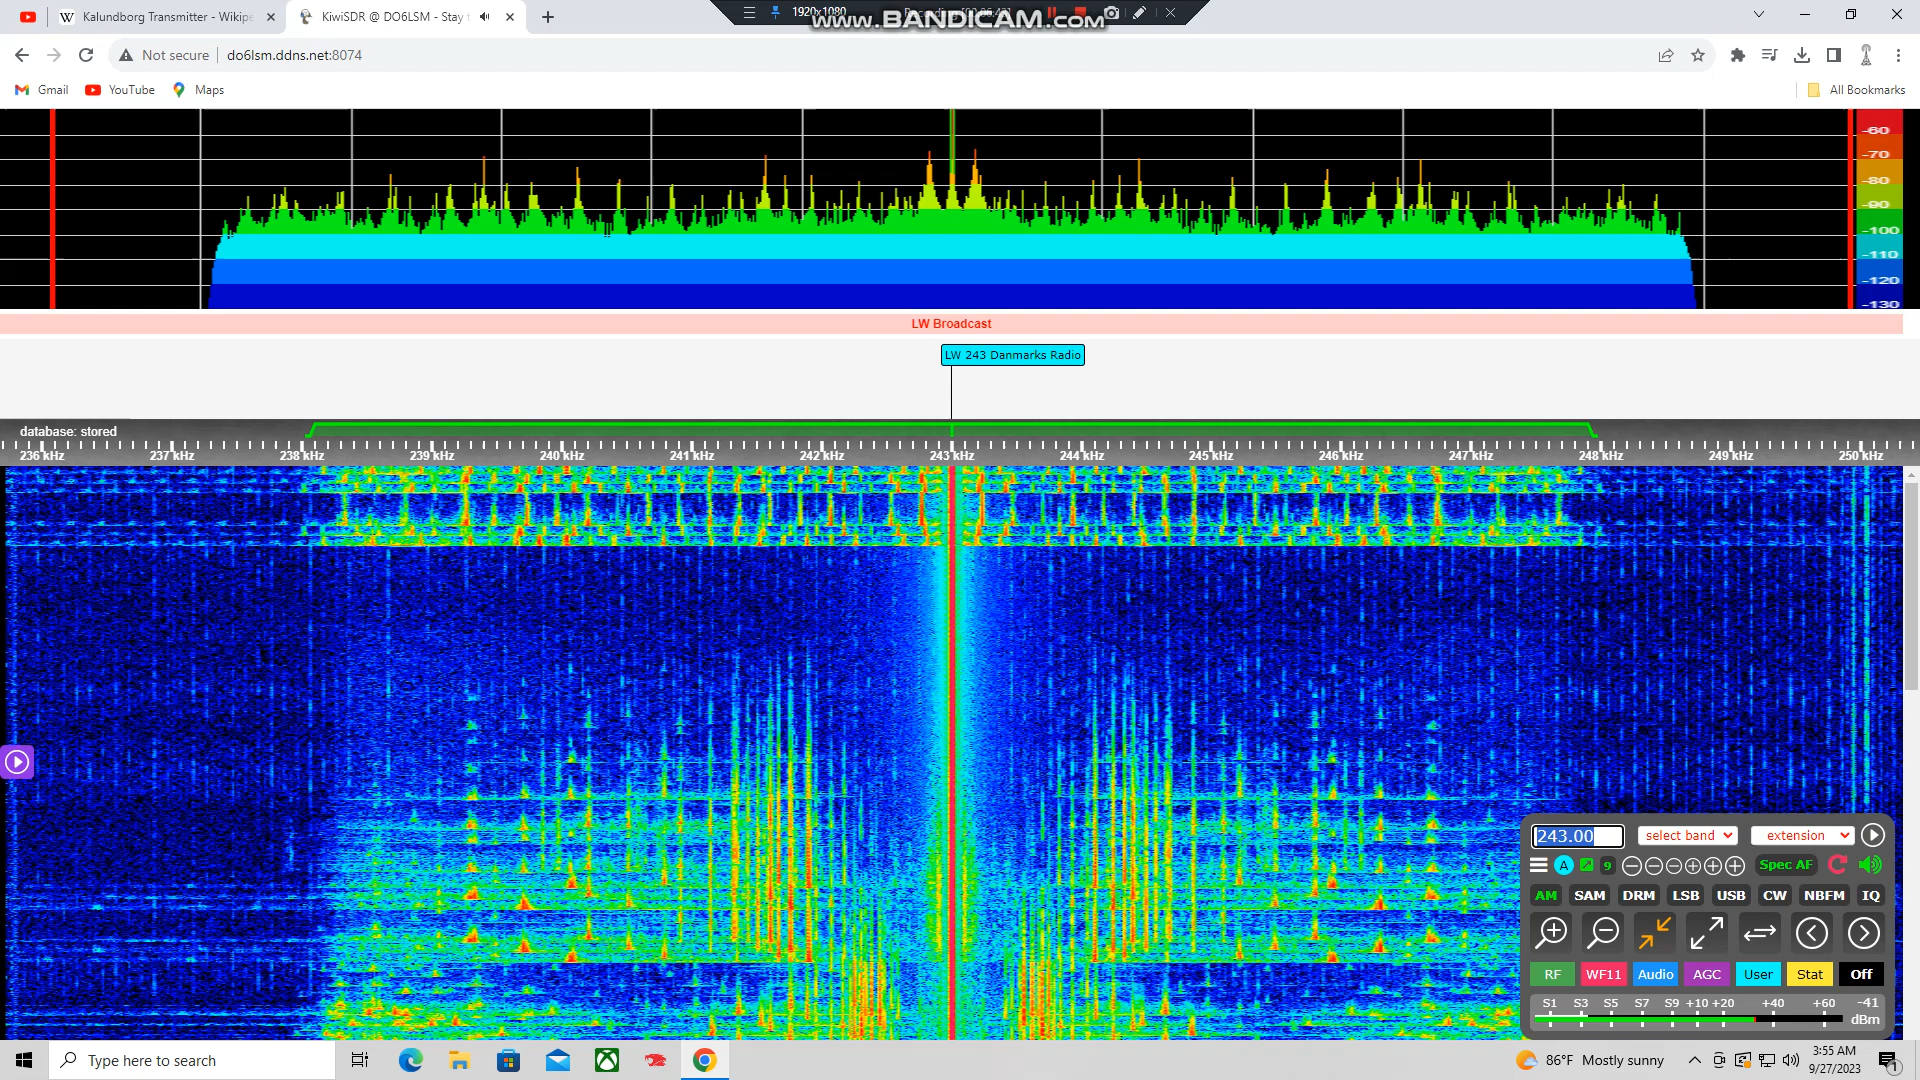 Kalundborg Transmitter - Wikipe
KiwiSDR @ DO6LSM - Stay t
1920x1080
www.BANDICAM.com
Not secure
do6lsm.ddns.net:8074
Gmail
YouTube
Maps
All Bookmarks
-60
-70
-80
-90
-100
-110
-120
-130
LW Broadcast
LW 243 Danmarks Radio
database: stored
236 kHz 237 kHz 238 kHz 239 kHz 240 kHz 241 kHz 242 kHz 243 kHz 244 kHz 245 kHz 246 kHz 247 kHz 248 kHz 249 kHz 250 kHz
243.00 select band extension
A 9 Spec AF
AM SAM DRM LSB USB CW NBFM IQ
RF WF11 Audio AGC User Stat Off
S1 S3 S5 S7 S9 +10 +20 +40 +60 -41
dBm
Type here to search
86°F Mostly sunny
3:55 AM
9/27/2023
1